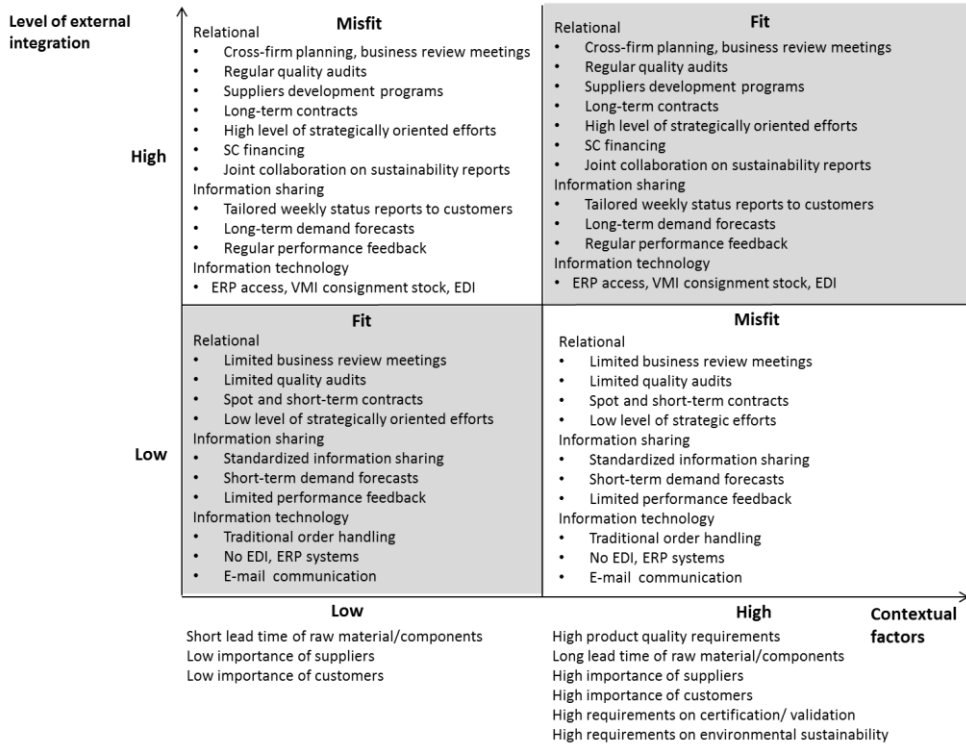 Level of external
integration
Misfit
Relational
• Cross-firm planning, business review meetings
• Regular quality audits
• Suppliers development programs
• Long-term contracts
• High level of strategically oriented efforts
• SC financing
• Joint collaboration on sustainability reports
Information sharing
• Tailored weekly status reports to customers
• Long-term demand forecasts
• Regular performance feedback
Information technology
• ERP access, VMI consignment stock, EDI
Fit
Relational
• Cross-firm planning, business review meetings
• Regular quality audits
• Suppliers development programs
• Long-term contracts
• High level of strategically oriented efforts
• SC financing
• Joint collaboration on sustainability reports
Information sharing
• Tailored weekly status reports to customers
• Long-term demand forecasts
• Regular performance feedback
Information technology
• ERP access, VMI consignment stock, EDI
High
Fit
Relational
• Limited business review meetings
• Limited quality audits
• Spot and short-term contracts
• Low level of strategically oriented efforts
Information sharing
• Standardized information sharing
• Short-term demand forecasts
• Limited performance feedback
Information technology
• Traditional order handling
• No EDI, ERP systems
• E-mail communication
Misfit
Relational
• Limited business review meetings
• Limited quality audits
• Spot and short-term contracts
• Low level of strategic efforts
Information sharing
• Standardized information sharing
• Short-term demand forecasts
• Limited performance feedback
Information technology
• Traditional order handling
• No EDI, ERP systems
• E-mail communication
Low
Low
Short lead time of raw material/components
Low importance of suppliers
Low importance of customers
High
High product quality requirements
Long lead time of raw material/components
High importance of suppliers
High importance of customers
High requirements on certification/ validation
High requirements on environmental sustainability
Contextual
factors